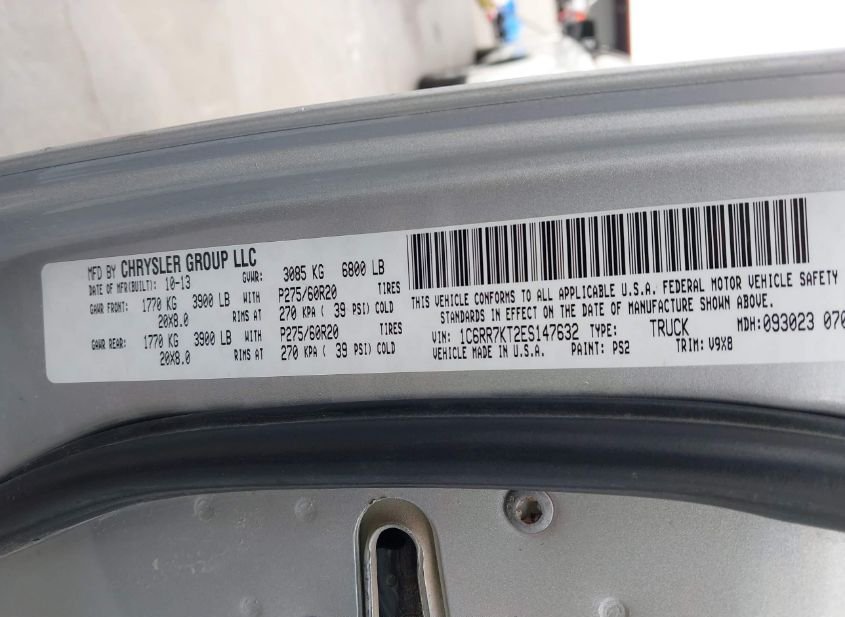 MFD BY CHRYSLER GROUP LLC
DATE OF MFR(BUILT): 10-13 GVWR: 3085 KG 6800 LB
GAWR FRONT: 1770 KG 3900 LB WITH P275/60R20 TIRES
20X8.0 RIMS AT 270 KPA ( 39 PSI) COLD
GAWR REAR: 1770 KG 3900 LB WITH P275/60R20 TIRES
20X8.0 RIMS AT 270 KPA ( 39 PSI) COLD
THIS VEHICLE CONFORMS TO ALL APPLICABLE U.S.A. FEDERAL MOTOR VEHICLE SAFETY
STANDARDS IN EFFECT ON THE DATE OF MANUFACTURE SHOWN ABOVE.
VIN: 1C6RR7KT2ES147632 TYPE: TRUCK MDH:093023 070
VEHICLE MADE IN U.S.A. PAINT: PS2 TRIM: V9X8